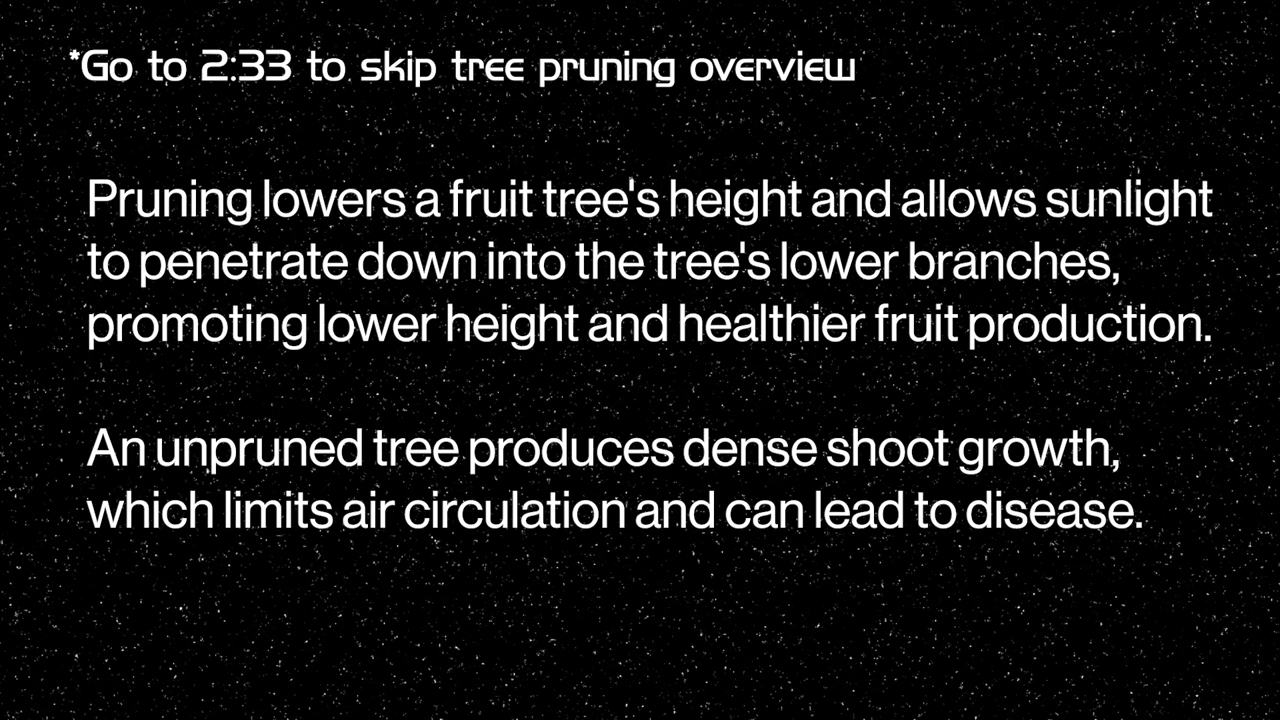 *Go to 2:33 to skip tree pruning overview
Pruning lowers a fruit tree's height and allows sunlight
to penetrate down into the tree's lower branches,
promoting lower height and healthier fruit production.
An unpruned tree produces dense shoot growth,
which limits air circulation and can lead to disease.